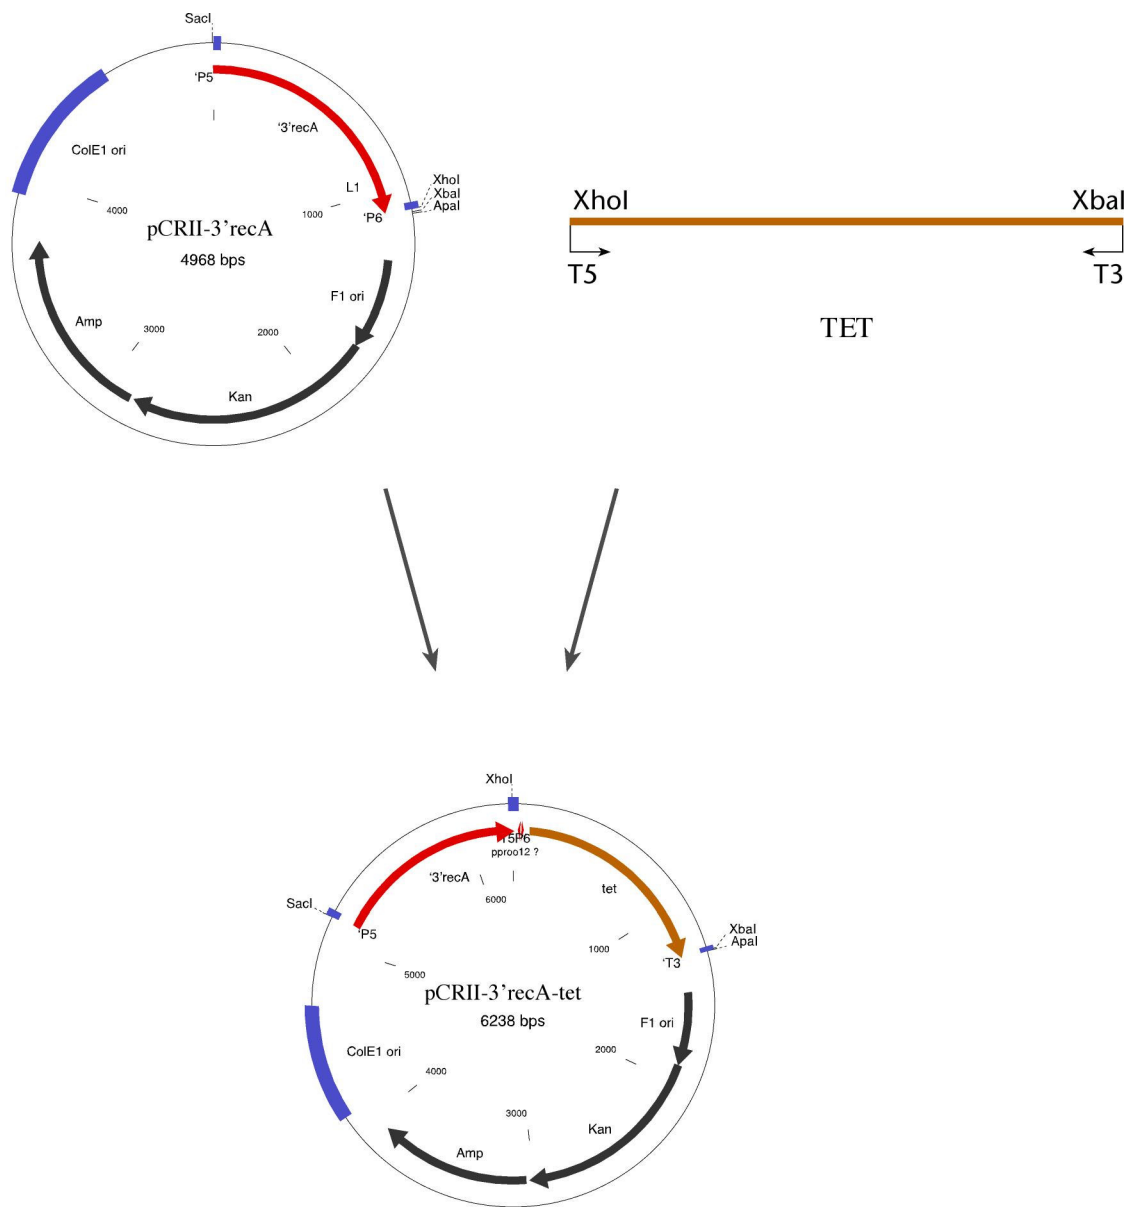 SacI
'P5
'3'recA
ColE1 ori
L1
XhoI
XbaI
ApaI
4000
1000
'P6
pCRII-3'recA
4968 bps
F1 ori
Amp
3000
2000
Kan
XhoI
XbaI
T5
T3
TET
XhoI
T5P6
pproo12 ?
'3'recA
tet
6000
SacI
'P5
XbaI
ApaI
1000
'T3
5000
pCRII-3'recA-tet
6238 bps
F1 ori
ColE1 ori
2000
4000
3000
Kan
Amp